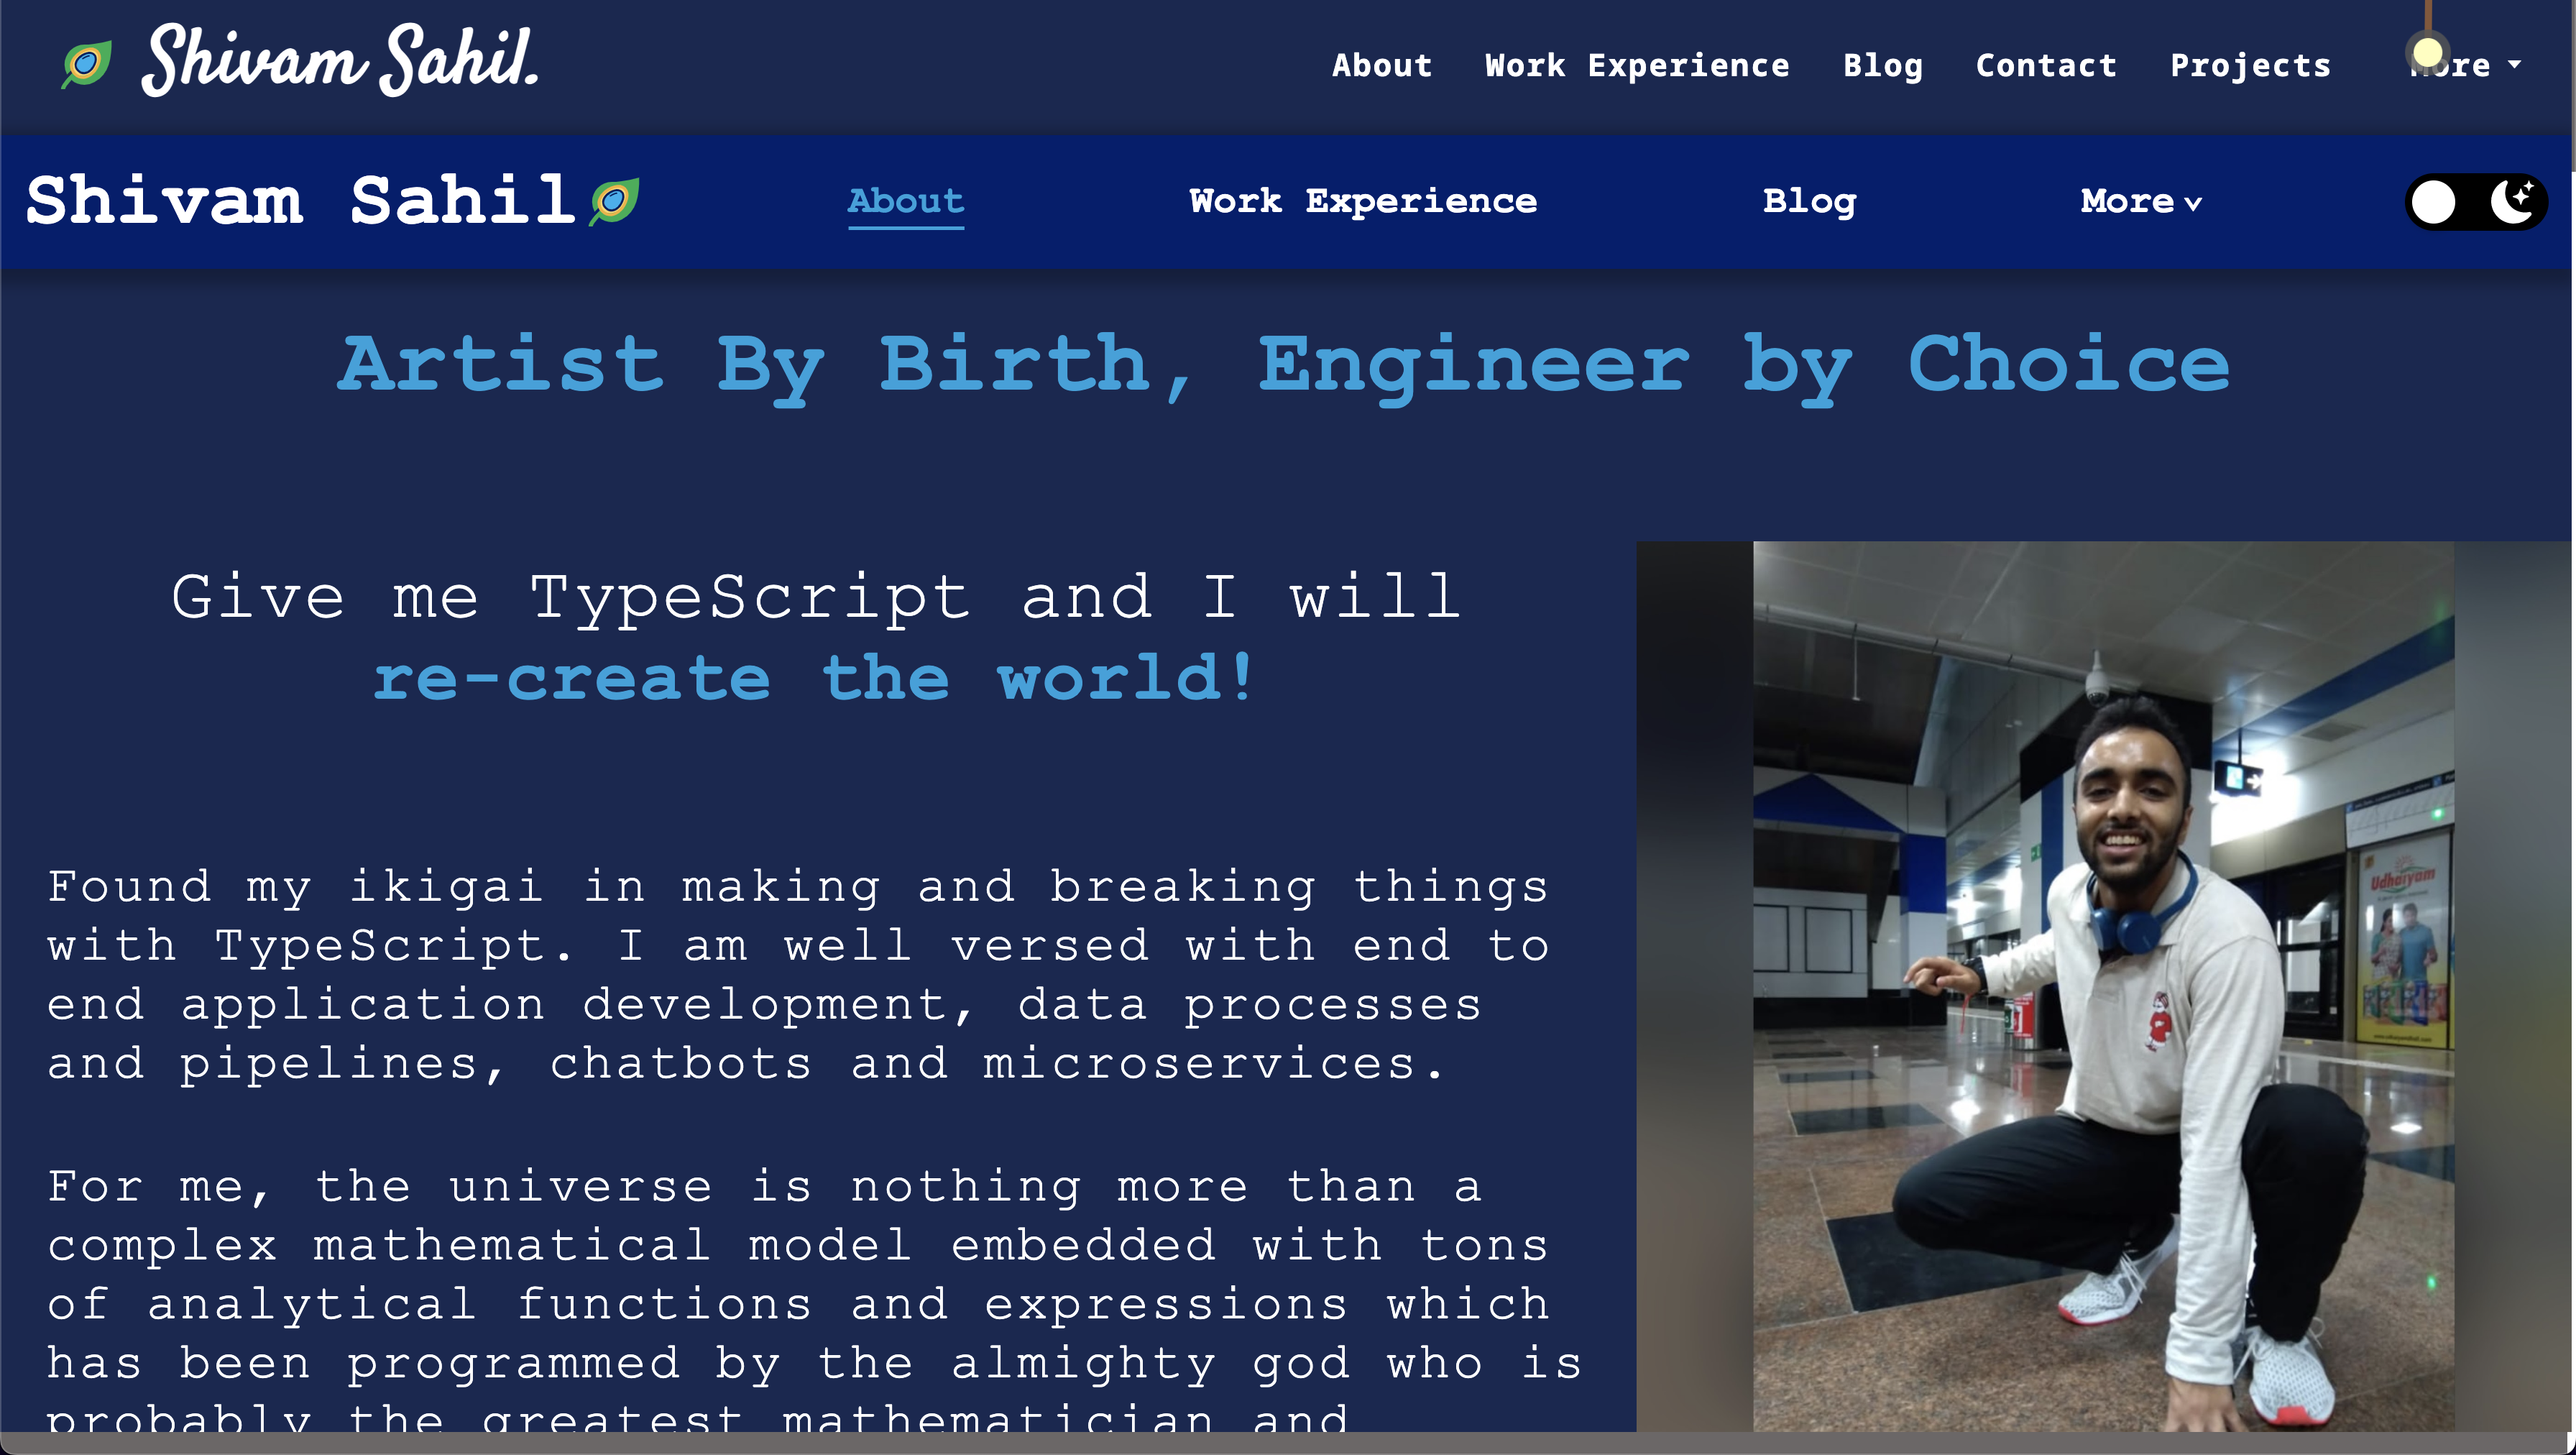 Shivam Sahil.
About Work Experience Blog Contact Projects More
Shivam Sahil About Work Experience Blog More
Artist By Birth, Engineer by Choice
Give me TypeScript and I will
re-create the world!
Found my ikigai in making and breaking things
with TypeScript. I am well versed with end to
end application development, data processes
and pipelines, chatbots and microservices.
For me, the universe is nothing more than a
complex mathematical model embedded with tons
of analytical functions and expressions which
has been programmed by the almighty god who is
probably the greatest mathematician and
Udhaiyam